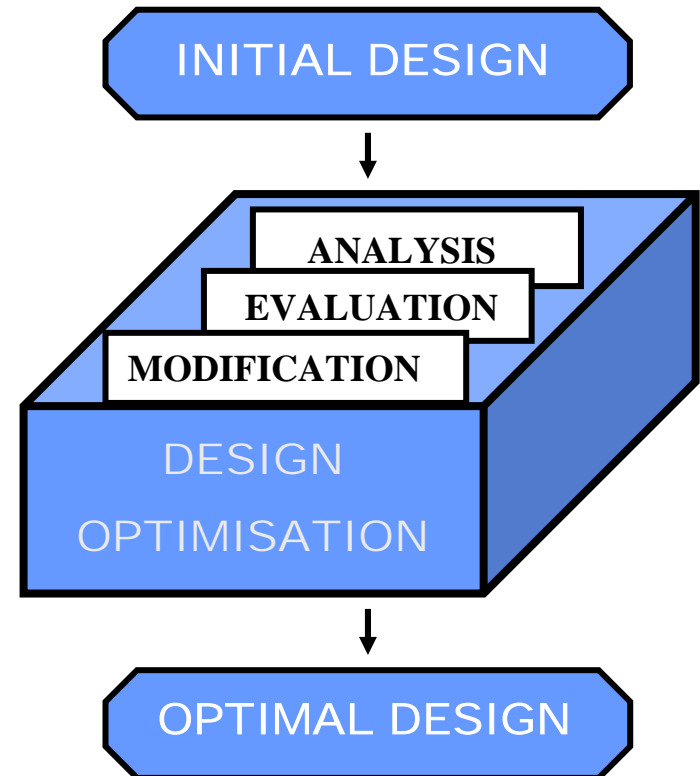 INITIAL DESIGN
ANALYSIS
EVALUATION
MODIFICATION
DESIGN
OPTIMISATION
OPTIMAL DESIGN